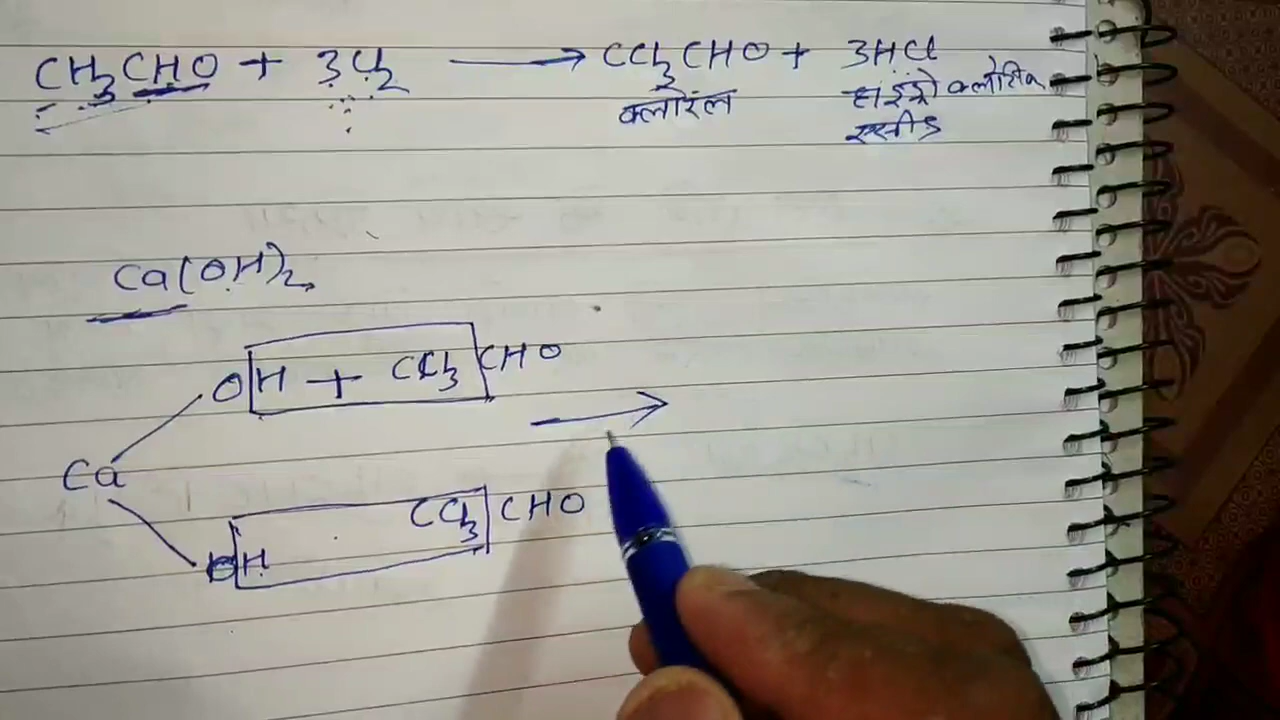 CH3CHO + 3Cl2 → CCl3CHO + 3HCl
क्लोरल हाइड्रोक्लोरिक
एसीड
Ca(OH)2
OH + CCl3CHO
→
Ca
OH CCl3CHO